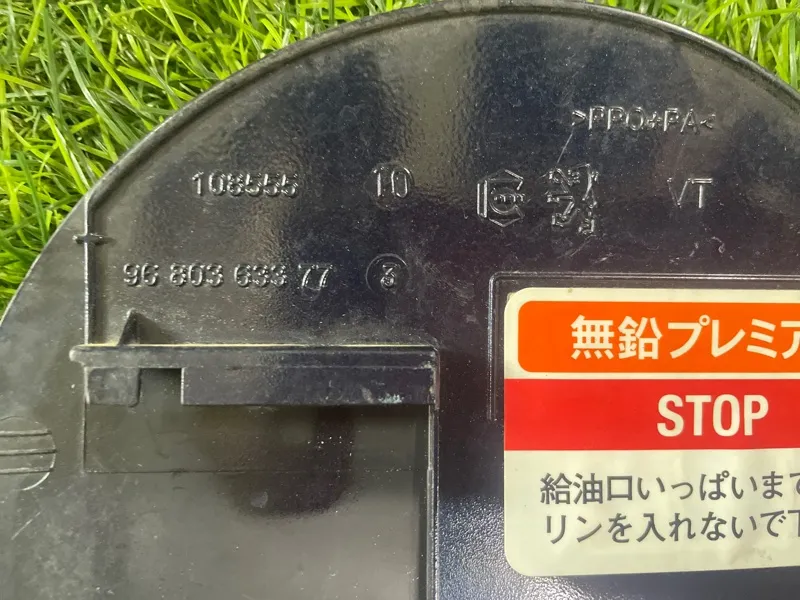 >PPO+PA<
108555 10 VT
96 803 633 77 3
無鉛プレミア
STOP
給油口いっぱいまで
リンを入れないで下